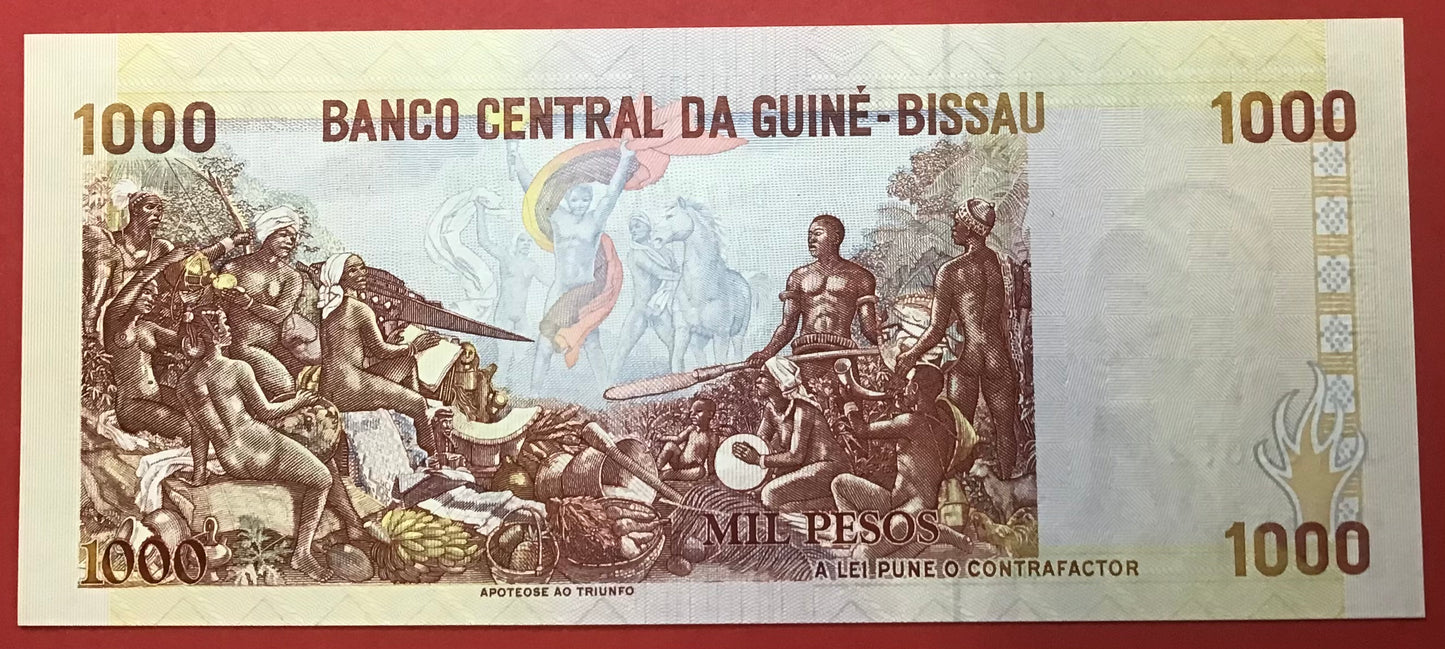 1000 BANCO CENTRAL DA GUINÉ-BISSAU 1000
MIL PESOS
1000 A LEI PUNE O CONTRAFACTOR 1000
APOTEOSE AO TRIUNFO